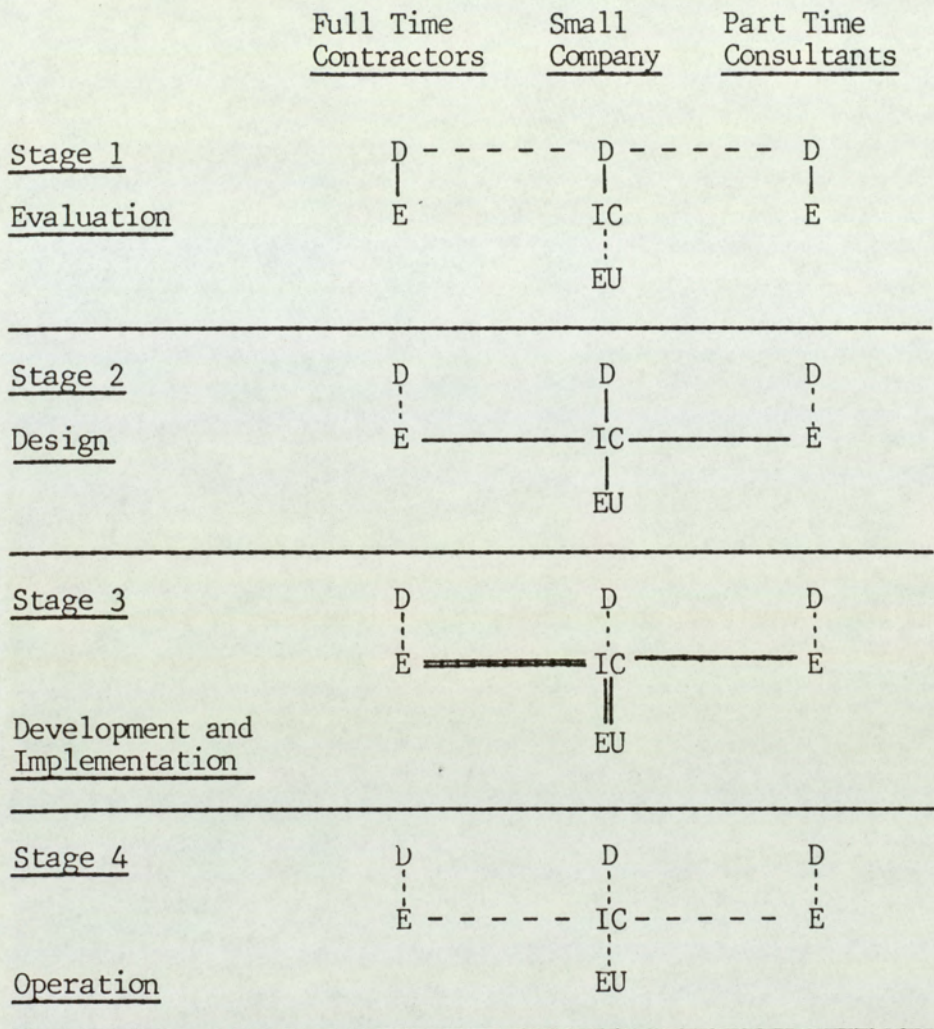 Full Time Small Part Time
Contractors Company Consultants
Stage 1 D D D
Evaluation E IC E
EU
Stage 2 D D D
Design E IC E
EU
Stage 3 D D D
E IC E
EU
Development and
Implementation
Stage 4 D D D
E IC E
EU
Operation